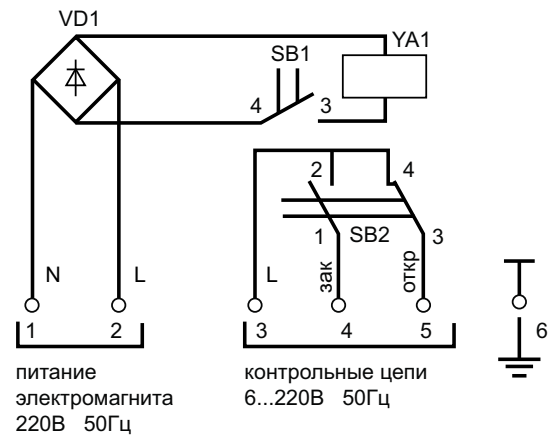 VD1
YA1
SB1
4
3
2
4
1
SB2
3
N
L
L
зак
откр
1
2
3
4
5
6
питание
электромагнита
220В 50Гц
контрольные цепи
6...220В 50Гц